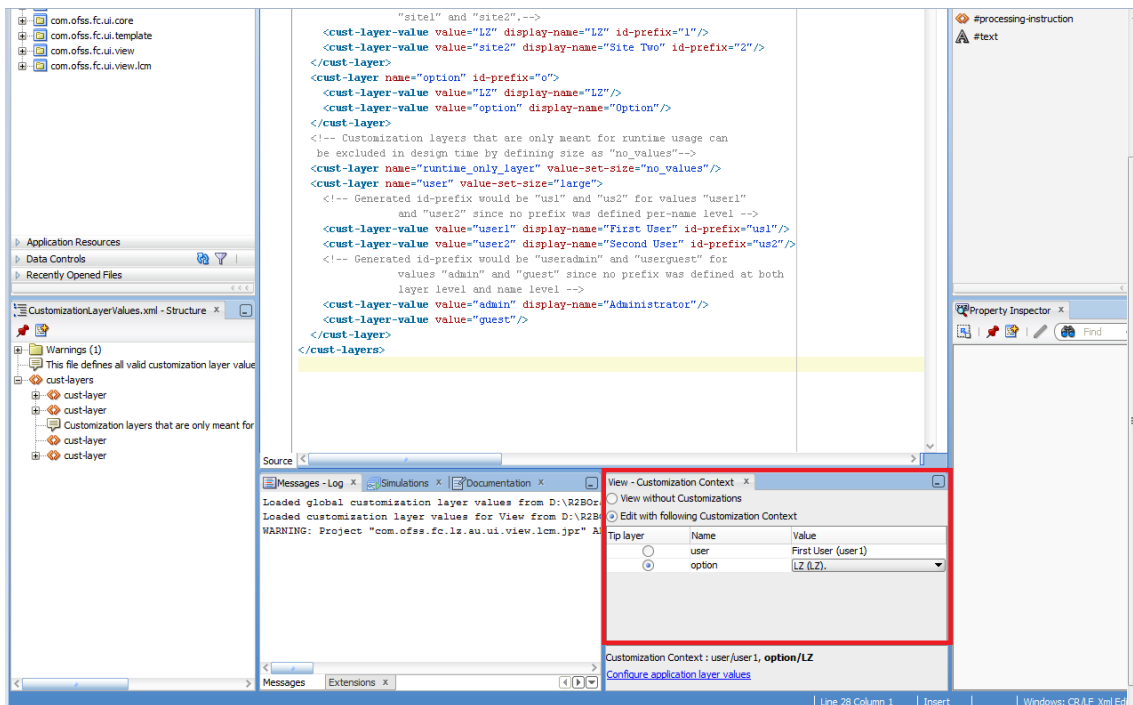 com.ofss.fc.ui.core
com.ofss.fc.ui.template
com.ofss.fc.ui.view
com.ofss.fc.ui.view.lcm
Application Resources
Data Controls
Recently Opened Files
CustomizationLayerValues.xml - Structure
Warnings (1)
This file defines all valid customization layer value
cust-layers
cust-layer
cust-layer
Customization layers that are only meant for
cust-layer
cust-layer
"site1" and "site2".-->
<cust-layer-value value="LZ" display-name="LZ" id-prefix="1"/>
<cust-layer-value value="site2" display-name="Site Two" id-prefix="2"/>
</cust-layer>
<cust-layer name="option" id-prefix="o">
<cust-layer-value value="LZ" display-name="LZ"/>
<cust-layer-value value="option" display-name="Option"/>
</cust-layer>
<!-- Customization layers that are only meant for runtime usage can
be excluded in design time by defining size as "no_values"-->
<cust-layer name="runtime_only_layer" value-set-size="no_values"/>
<cust-layer name="user" value-set-size="large">
<!-- Generated id-prefix would be "us1" and "us2" for values "user1"
and "user2" since no prefix was defined per-name level -->
<cust-layer-value value="user1" display-name="First User" id-prefix="us1"/>
<cust-layer-value value="user2" display-name="Second User" id-prefix="us2"/>
<!-- Generated id-prefix would be "useradmin" and "userguest" for
values "admin" and "guest" since no prefix was defined at both
layer level and name level -->
<cust-layer-value value="admin" display-name="Administrator"/>
<cust-layer-value value="guest"/>
</cust-layer>
</cust-layers>
Source
Messages - Log
Simulations
Documentation
Loaded global customization layer values from D:\R2BOr
Loaded customization layer values for View from D:\R2B
WARNING: Project "com.ofss.fc.lz.au.ui.view.lcm.jpr"
Messages
Extensions
View - Customization Context
View without Customizations
Edit with following Customization Context
Tip layer Name Value
user First User (user1)
option LZ (LZ).
Customization Context : user/user1, option/LZ
Configure application layer values
#processing-instruction
#text
Property Inspector
Find
Line 28 Column 1 Insert Windows: CR/LF Xml Edi